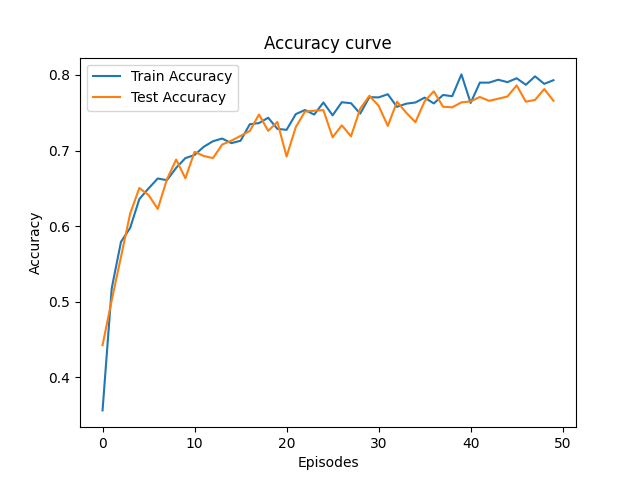 Accuracy curve
Train Accuracy
Test Accuracy
0.8
0.7
0.6
0.5
0.4
Accuracy
0 10 20 30 40 50
Episodes